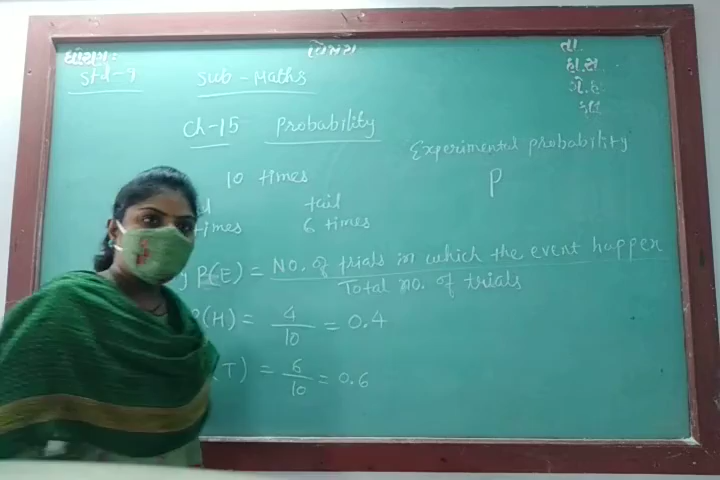 ધોરણ: વિષય તા.
Std-9 Sub-Maths હા.સ.
Ch-15 Probability ગે.હ.
કુલ
Experimental probability
10 times P
tail
times 6 times
P(E) = No. of trials in which the event happen
Total no. of trials
(H) = 4/10 = 0.4
(T) = 6/10 = 0.6